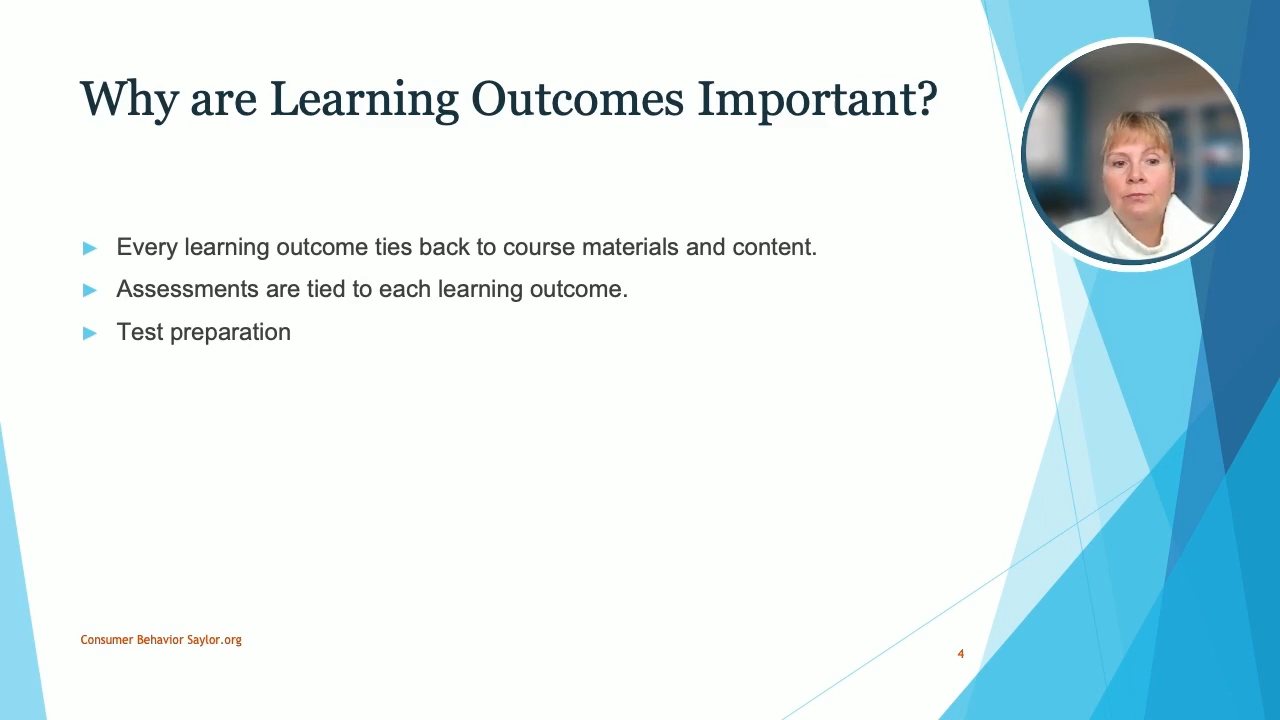 Why are Learning Outcomes Important?
Every learning outcome ties back to course materials and content.
Assessments are tied to each learning outcome.
Test preparation
Consumer Behavior Saylor.org
4